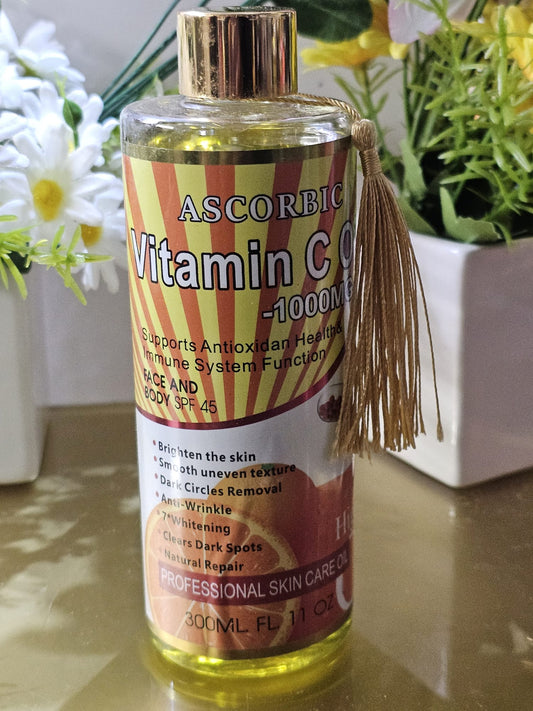 ASCORBIC
Vitamin C O
-1000MG
Supports Antioxidan Health&
Immune System Function
FACE AND
BODY SPF 45
• Brighten the skin
• Smooth uneven texture
• Dark Circles Removal
• Anti-Wrinkle
• 7*Whitening
• Clears Dark Spots
• Natural Repair
PROFESSIONAL SKIN CARE OIL
300ML. FL. 11 OZ